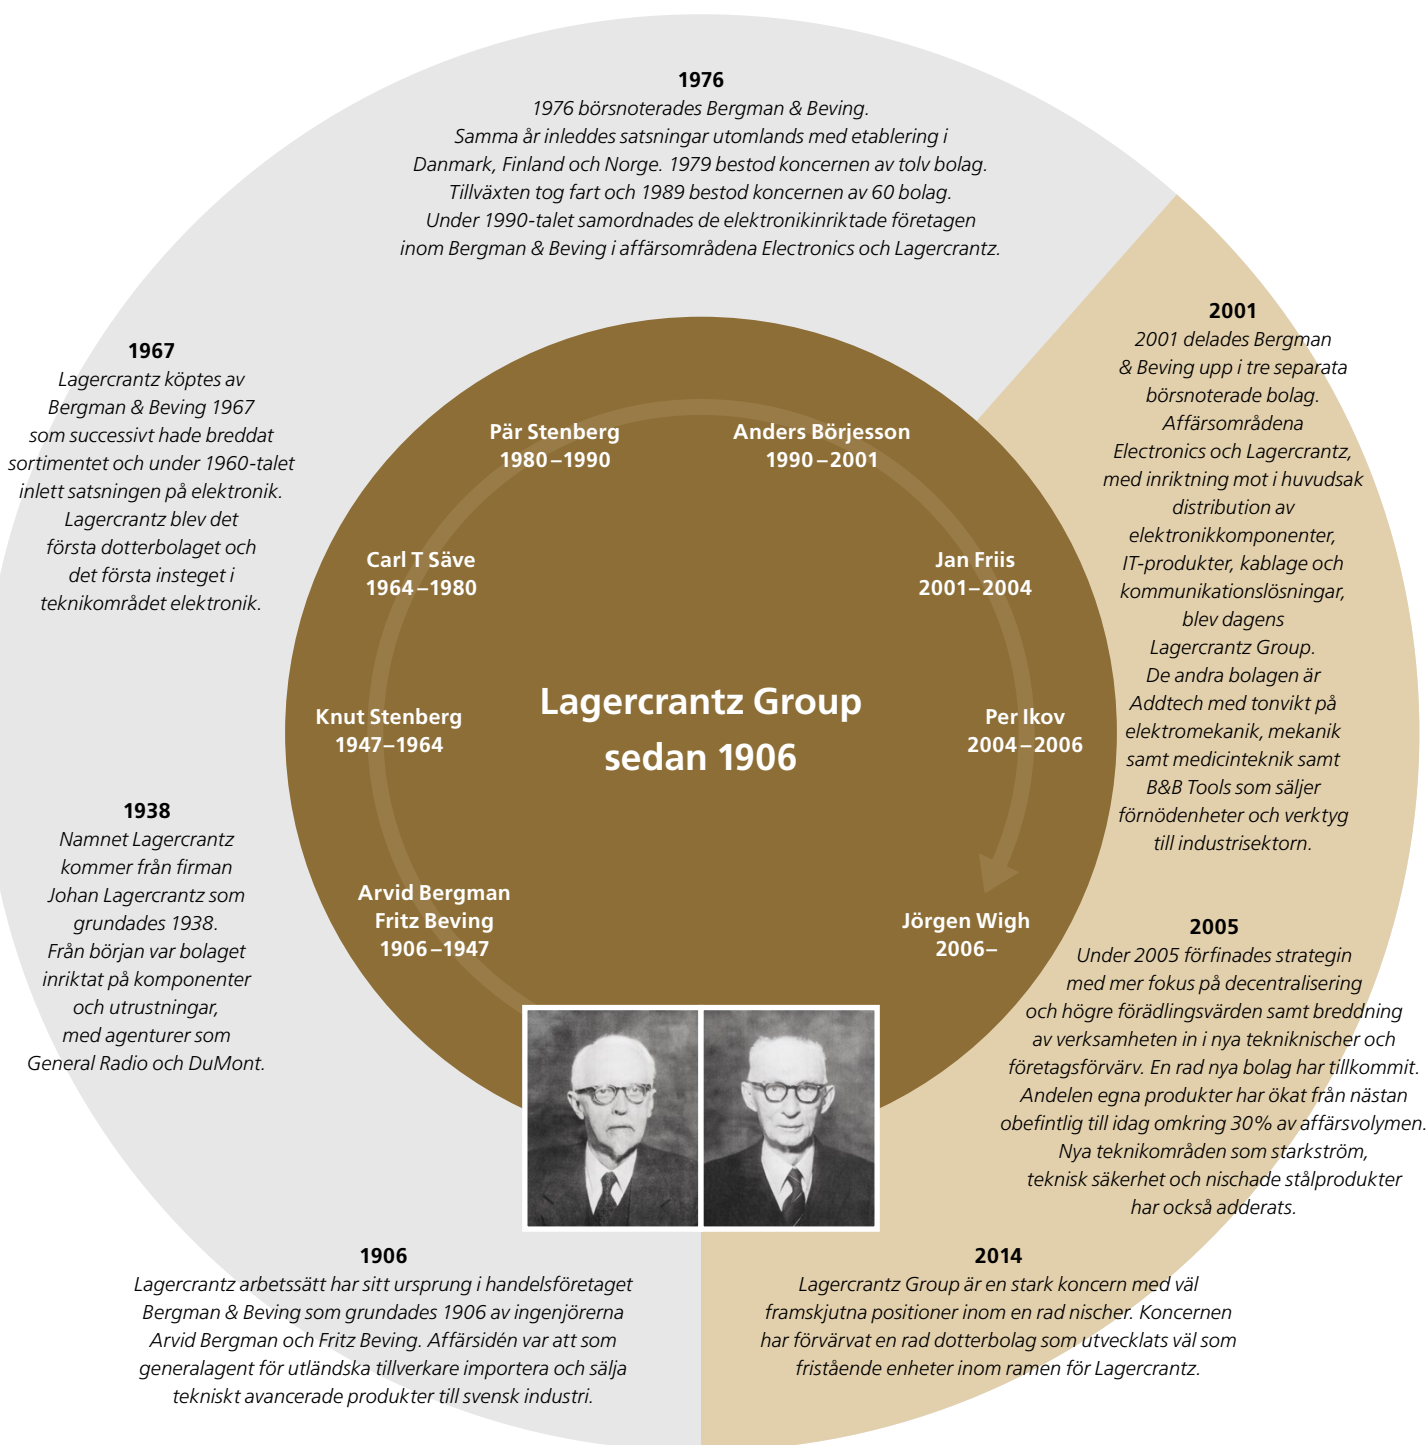 1976
1976 börsnoterades Bergman & Beving.
Samma år inleddes satsningar utomlands med etablering i
Danmark, Finland och Norge. 1979 bestod koncernen av tolv bolag.
Tillväxten tog fart och 1989 bestod koncernen av 60 bolag.
Under 1990-talet samordnades de elektronikinriktade företagen
inom Bergman & Beving i affärsområdena Electronics och Lagercrantz.
2001
2001 delades Bergman
& Beving upp i tre separata
börsnoterade bolag.
Affärsområdena
Electronics och Lagercrantz,
med inriktning mot i huvudsak
distribution av
elektronikkomponenter,
IT-produkter, kablage och
kommunikationslösningar,
blev dagens
Lagercrantz Group.
De andra bolagen är
Addtech med tonvikt på
elektromekanik, mekanik
samt medicinteknik samt
B&B Tools som säljer
förnödenheter och verktyg
till industrisektorn.
1967
Lagercrantz köptes av
Bergman & Beving 1967
som successivt hade breddat
sortimentet och under 1960-talet
inlett satsningen på elektronik.
Lagercrantz blev det
första dotterbolaget och
det första insteget i
teknikområdet elektronik.
Pär Stenberg
1980–1990
Anders Börjesson
1990–2001
Carl T Säve
1964–1980
Jan Friis
2001–2004
Knut Stenberg
1947–1964
Lagercrantz Group
sedan 1906
Per Ikov
2004–2006
Arvid Bergman
Fritz Beving
1906–1947
Jörgen Wigh
2006–
1938
Namnet Lagercrantz
kommer från firman
Johan Lagercrantz som
grundades 1938.
Från början var bolaget
inriktat på komponenter
och utrustningar,
med agenturer som
General Radio och DuMont.
2005
Under 2005 förfinades strategin
med mer fokus på decentralisering
och högre förädlingsvärden samt breddning
av verksamheten in i nya tekniknischer och
företagsförvärv. En rad nya bolag har tillkommit.
Andelen egna produkter har ökat från nästan
obefintlig till idag omkring 30% av affärsvolymen.
Nya teknikområden som starkström,
teknisk säkerhet och nischade stålprodukter
har också adderats.
1906
Lagercrantz arbetssätt har sitt ursprung i handelsföretaget
Bergman & Beving som grundades 1906 av ingenjörerna
Arvid Bergman och Fritz Beving. Affärsidén var att som
generalagent för utländska tillverkare importera och sälja
tekniskt avancerade produkter till svensk industri.
2014
Lagercrantz Group är en stark koncern med väl
framskjutna positioner inom en rad nischer. Koncernen
har förvärvat en rad dotterbolag som utvecklats väl som
fristående enheter inom ramen för Lagercrantz.